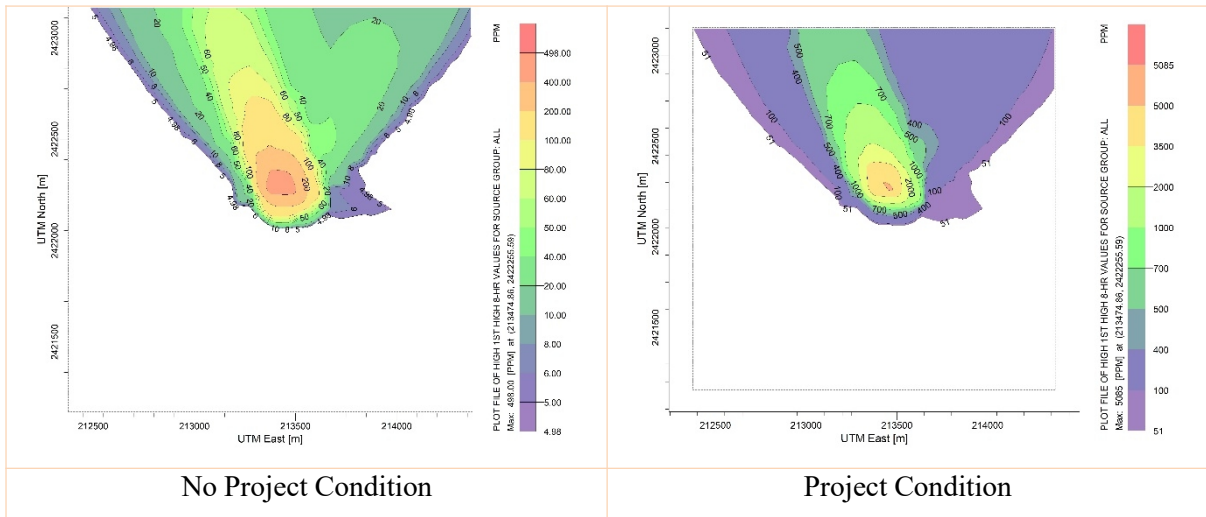 PPM
498.00
400.00
200.00
100.00
80.00
60.00
50.00
40.00
20.00
10.00
8.00
6.00
5.00
4.98
2423000
2422500
2422000
2421500
UTM North [m]
212500 213000 213500 214000
UTM East [m]
PLOT FILE OF HIGH 1ST HIGH 8-HR VALUES FOR SOURCE GROUP: ALL
Max: 498.00 [PPM] at (213474.86, 2422255.59)
No Project Condition
PPM
5085
5000
3500
2000
1000
700
500
400
100
51
2423000
2422500
2422000
2421500
UTM North [m]
212500 213000 213500 214000
UTM East [m]
PLOT FILE OF HIGH 1ST HIGH 8-HR VALUES FOR SOURCE GROUP: ALL
Max: 5085 [PPM] at (213474.86, 2422255.59)
Project Condition